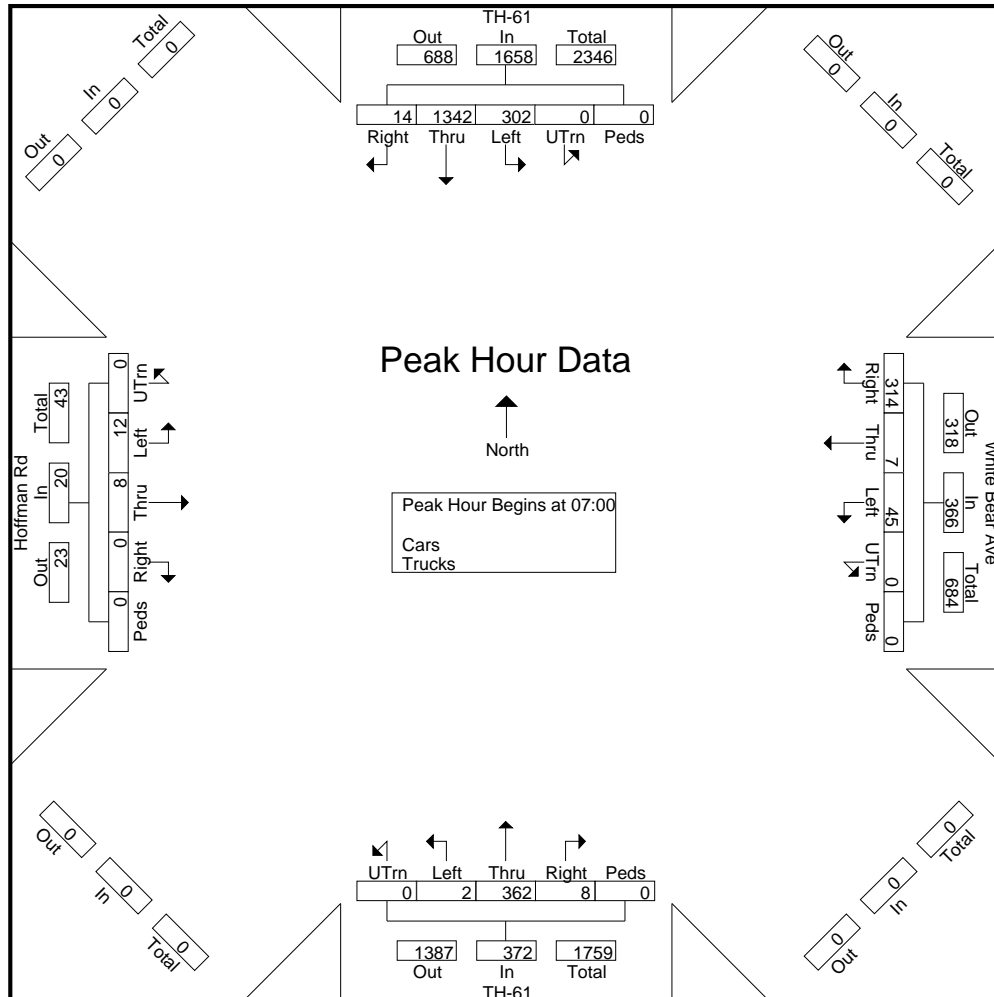 TH-61
Out In Total
688 1658 2346
14 1342 302 0 0
Right Thru Left UTrn Peds
Total
0
In
0
Out
0
Out
0
In
0
Total
0
Hoffman Rd
Total In Out
43 20 23
0 12 8 0 0
UTrn Left Thru Right Peds
Peak Hour Data
North
Peak Hour Begins at 07:00
Cars
Trucks
Right Thru Left UTrn Peds
314 7 45 0 0
Out In Total
318 366 684
White Bear Ave
Out
0
In
0
Total
0
Total
0
In
0
Out
0
UTrn Left Thru Right Peds
0 2 362 8 0
1387 372 1759
Out In Total
TH-61